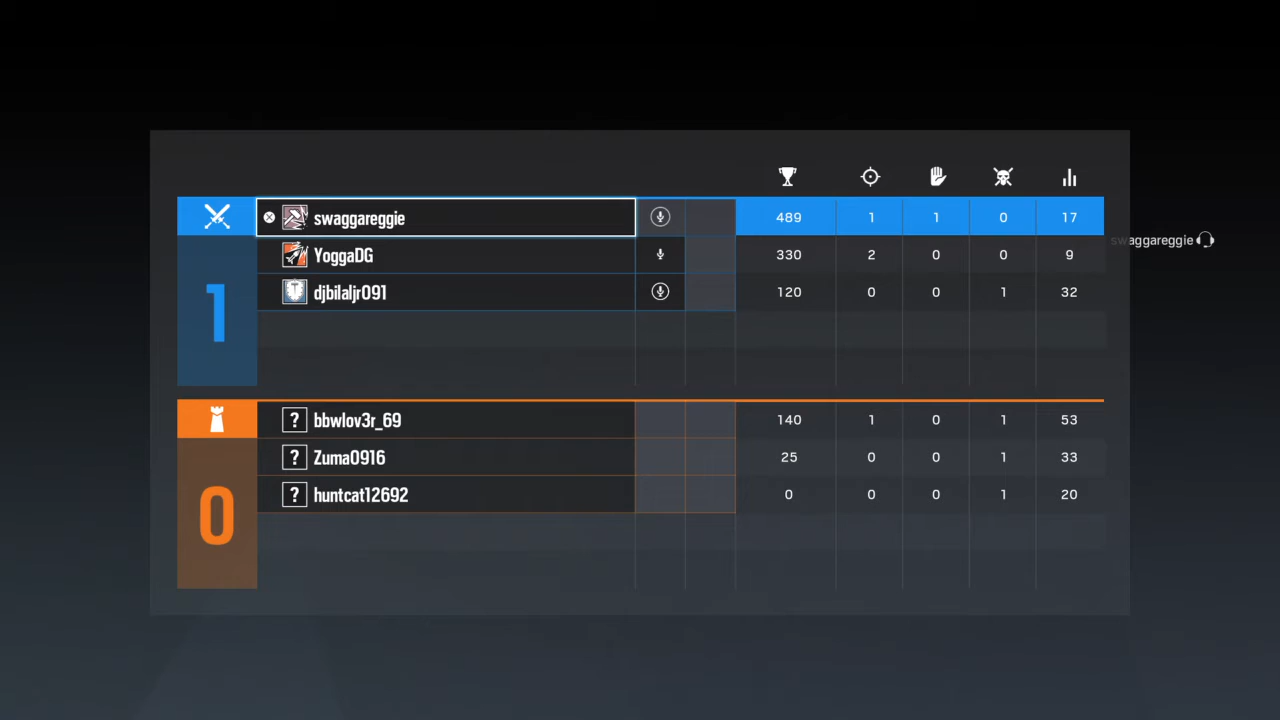 swaggareggie 489 1 1 0 17
swaggareggie
YoggaDG 330 2 0 0 9
1
djbilaljr091 120 0 0 1 32
? bbwlov3r_69 140 1 0 1 53
? Zuma0916 25 0 0 1 33
0
? huntcat12692 0 0 0 1 20